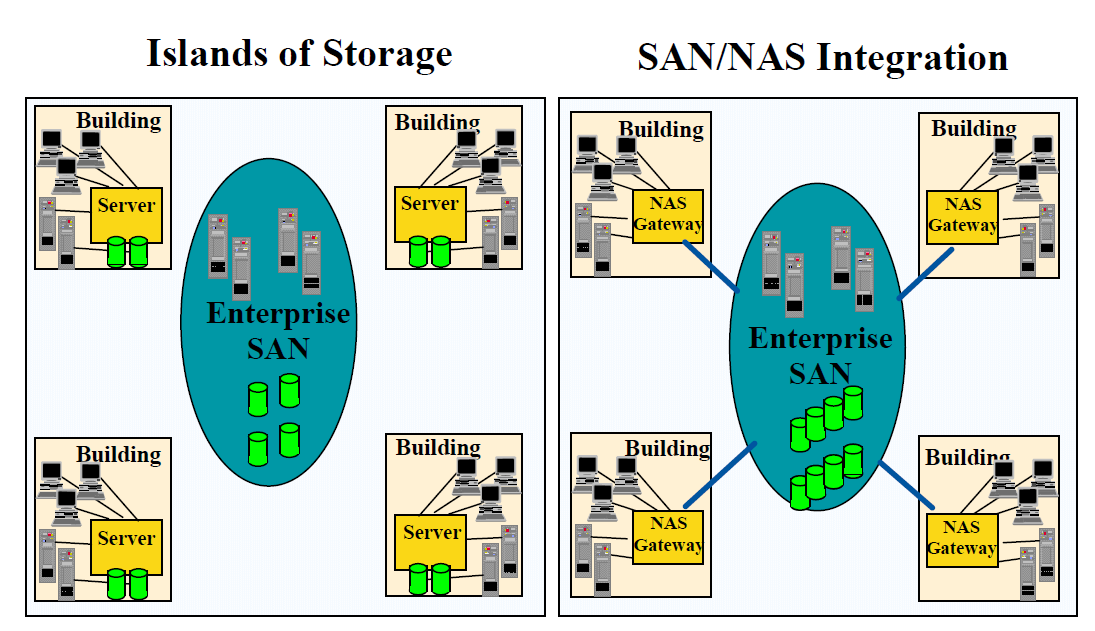 Islands of Storage
SAN/NAS Integration
Building
Server
Building
Server
Enterprise
SAN
Building
Server
Building
Server
Building
NAS
Gateway
Building
NAS
Gateway
Enterprise
SAN
Building
NAS
Gateway
Building
NAS
Gateway